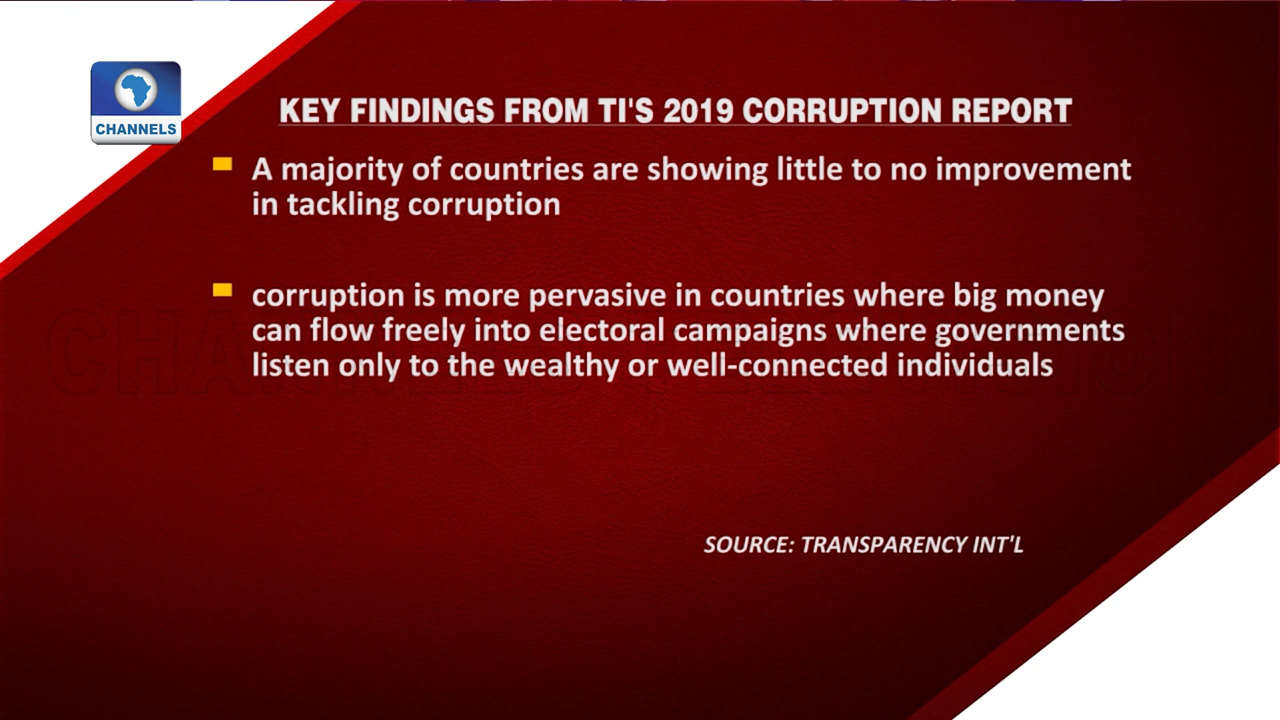 CHANNELS
KEY FINDINGS FROM TI'S 2019 CORRUPTION REPORT
A majority of countries are showing little to no improvement
in tackling corruption
corruption is more pervasive in countries where big money
can flow freely into electoral campaigns where governments
listen only to the wealthy or well-connected individuals
SOURCE: TRANSPARENCY INT'L